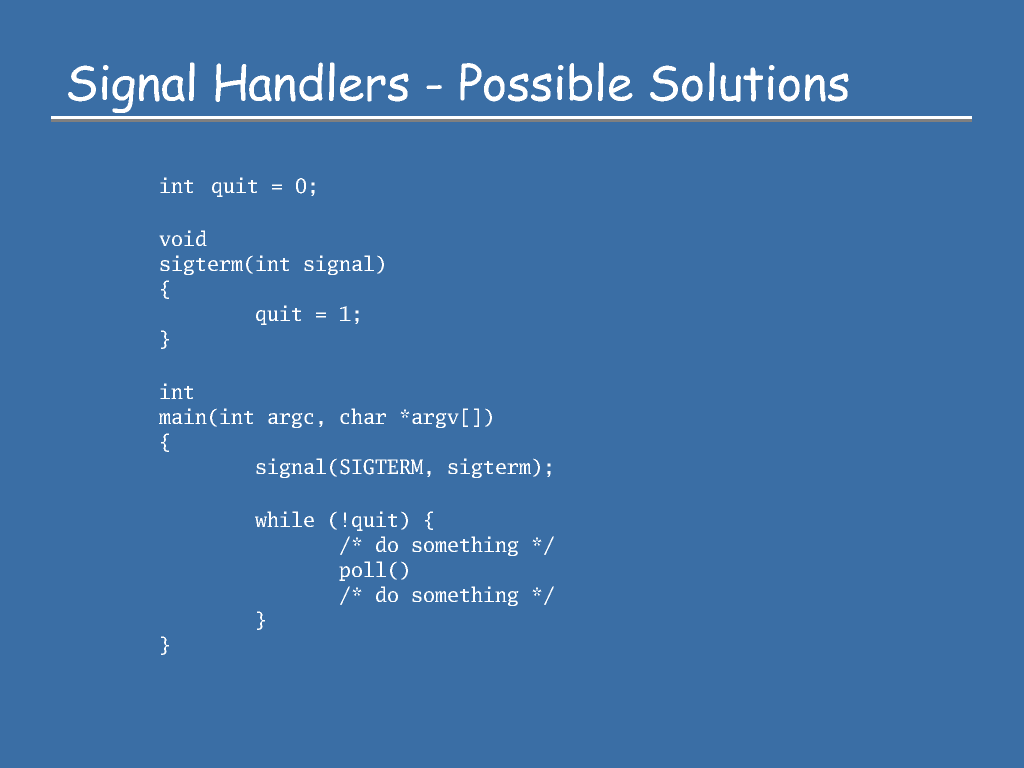 Signal Handlers - Possible Solutions
int quit = 0;
void
sigterm(int signal)
{
quit = 1;
}
int
main(int argc, char *argv[])
{
signal(SIGTERM, sigterm);
while (!quit) {
/* do something */
poll()
/* do something */
}
}